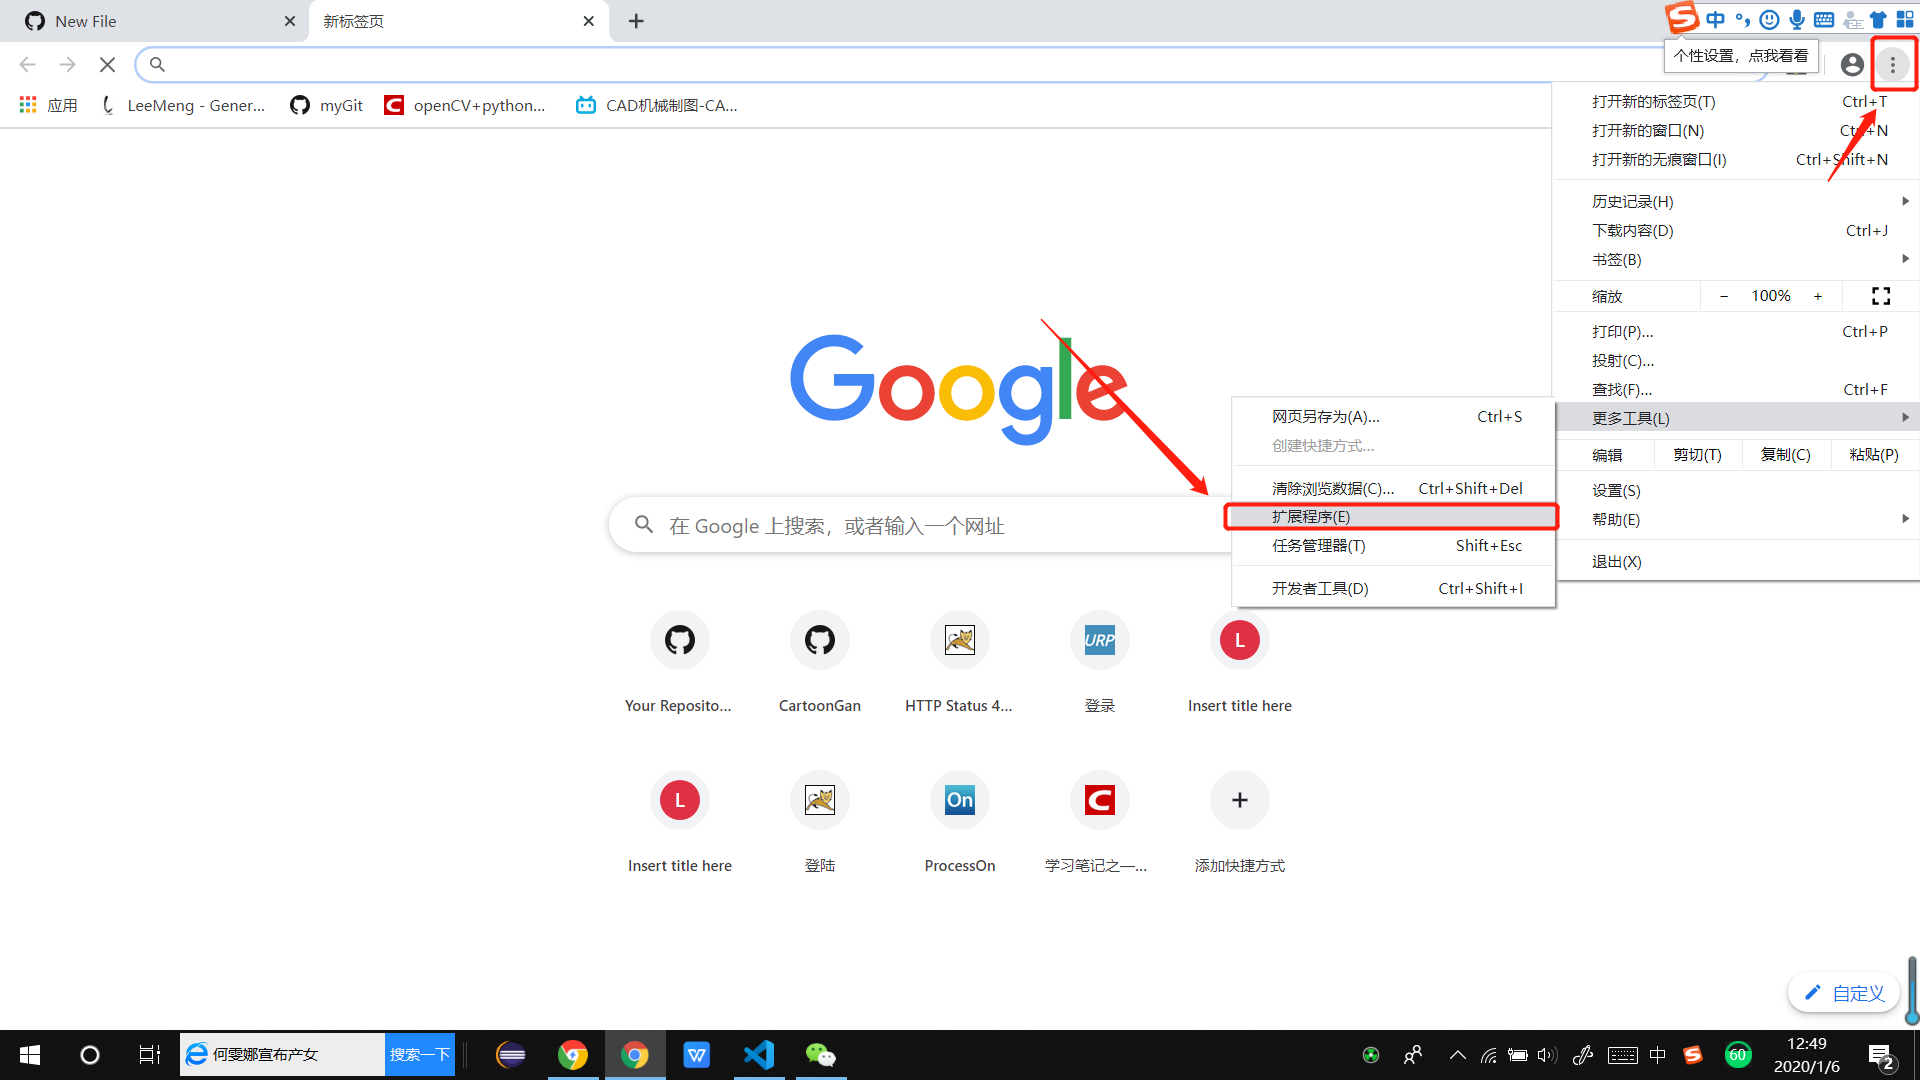 New File
新标签页
中
个性设置，点我看看
应用
LeeMeng - Gener...
myGit
openCV+python...
CAD机械制图-CA...
打开新的标签页(T) Ctrl+T
打开新的窗口(N) Ctrl+N
打开新的无痕窗口(I) Ctrl+Shift+N
历史记录(H)
下载内容(D) Ctrl+J
书签(B)
缩放 － 100% +
打印(P)... Ctrl+P
投射(C)...
查找(F)... Ctrl+F
更多工具(L)
编辑 剪切(T) 复制(C) 粘贴(P)
设置(S)
帮助(E)
退出(X)
网页另存为(A)... Ctrl+S
创建快捷方式...
清除浏览数据(C)... Ctrl+Shift+Del
扩展程序(E)
任务管理器(T) Shift+Esc
开发者工具(D) Ctrl+Shift+I
Google
在 Google 上搜索，或者输入一个网址
URP
L
Your Reposito...
CartoonGan
HTTP Status 4...
登录
Insert title here
L
On
C
Insert title here
登陆
ProcessOn
学习笔记之一...
添加快捷方式
自定义
何雯娜宣布产女
搜索一下
中
60
12:49
2020/1/6
2